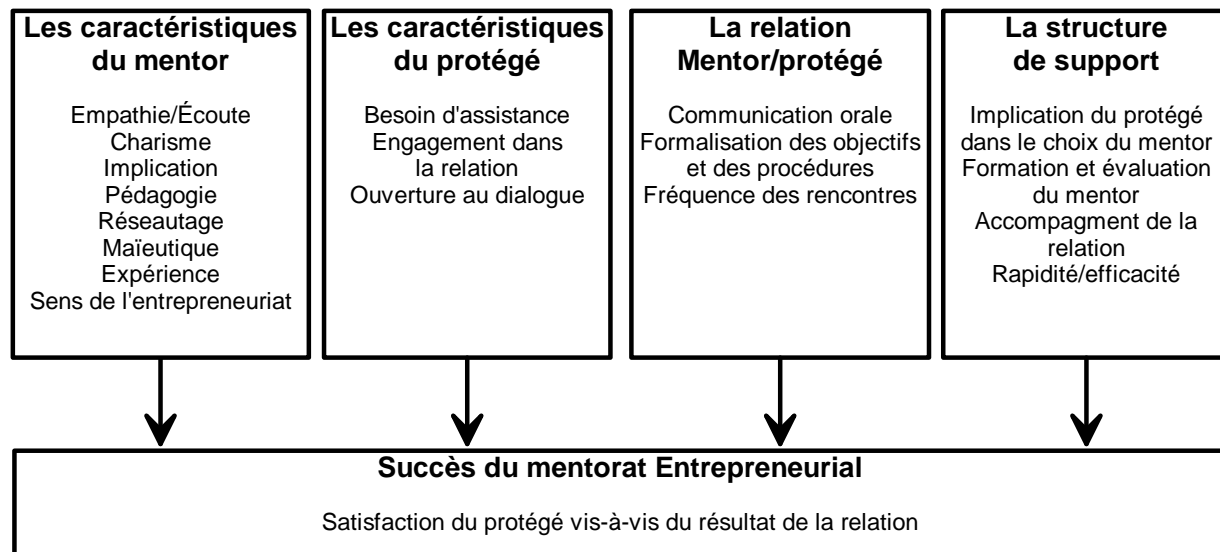 Les caractéristiques
du mentor
Empathie/Écoute
Charisme
Implication
Pédagogie
Réseautage
Maïeutique
Expérience
Sens de l'entrepreneuriat
Les caractéristiques
du protégé
Besoin d'assistance
Engagement dans
la relation
Ouverture au dialogue
La relation
Mentor/protégé
Communication orale
Formalisation des objectifs
et des procédures
Fréquence des rencontres
La structure
de support
Implication du protégé
dans le choix du mentor
Formation et évaluation
du mentor
Accompagment de la
relation
Rapidité/efficacité
Succès du mentorat Entrepreneurial
Satisfaction du protégé vis-à-vis du résultat de la relation